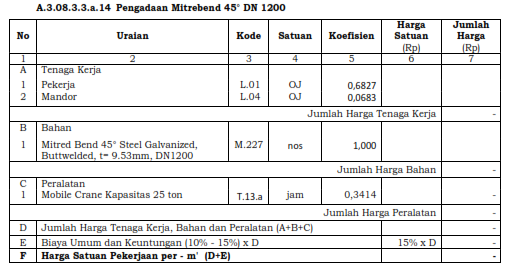 A.3.08.3.3.a.14 Pengadaan Mitrebend 45° DN 1200
No Uraian Kode Satuan Koefisien Harga Satuan (Rp) Jumlah Harga (Rp)
1 2 3 4 5 6 7
A Tenaga Kerja
1 Pekerja L.01 OJ 0,6827
2 Mandor L.04 OJ 0,0683
Jumlah Harga Tenaga Kerja -
B Bahan
1 Mitred Bend 45° Steel Galvanized, M.227 nos 1,000
Buttwelded, t= 9.53mm, DN1200
Jumlah Harga Bahan -
C Peralatan
1 Mobile Crane Kapasitas 25 ton T.13.a jam 0,3414
Jumlah Harga Peralatan -
D Jumlah Harga Tenaga Kerja, Bahan dan Peralatan (A+B+C) -
E Biaya Umum dan Keuntungan (10% - 15%) x D 15% x D -
F Harga Satuan Pekerjaan per - m' (D+E) -